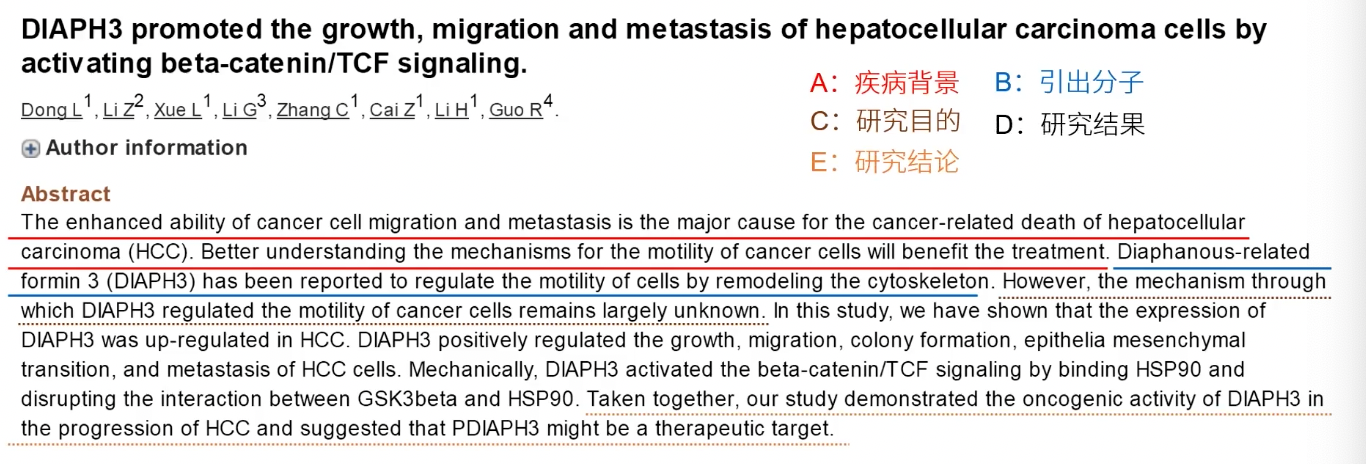 DIAPH3 promoted the growth, migration and metastasis of hepatocellular carcinoma cells by
activating beta-catenin/TCF signaling.
A：疾病背景 B：引出分子
Dong L1, Li Z2, Xue L1, Li G3, Zhang C1, Cai Z1, Li H1, Guo R4.
C：研究目的 D：研究结果
Author information
E：研究结论
Abstract
The enhanced ability of cancer cell migration and metastasis is the major cause for the cancer-related death of hepatocellular
carcinoma (HCC). Better understanding the mechanisms for the motility of cancer cells will benefit the treatment. Diaphanous-related
formin 3 (DIAPH3) has been reported to regulate the motility of cells by remodeling the cytoskeleton. However, the mechanism through
which DIAPH3 regulated the motility of cancer cells remains largely unknown. In this study, we have shown that the expression of
DIAPH3 was up-regulated in HCC. DIAPH3 positively regulated the growth, migration, colony formation, epithelia mesenchymal
transition, and metastasis of HCC cells. Mechanically, DIAPH3 activated the beta-catenin/TCF signaling by binding HSP90 and
disrupting the interaction between GSK3beta and HSP90. Taken together, our study demonstrated the oncogenic activity of DIAPH3 in
the progression of HCC and suggested that PDIAPH3 might be a therapeutic target.